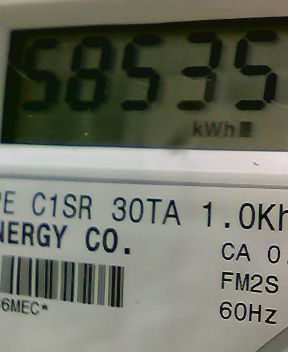 58535
kWh
PE C1SR 30TA 1.0Kh
NERGY CO.
CA 0.
FM2S
6MEC*
60Hz